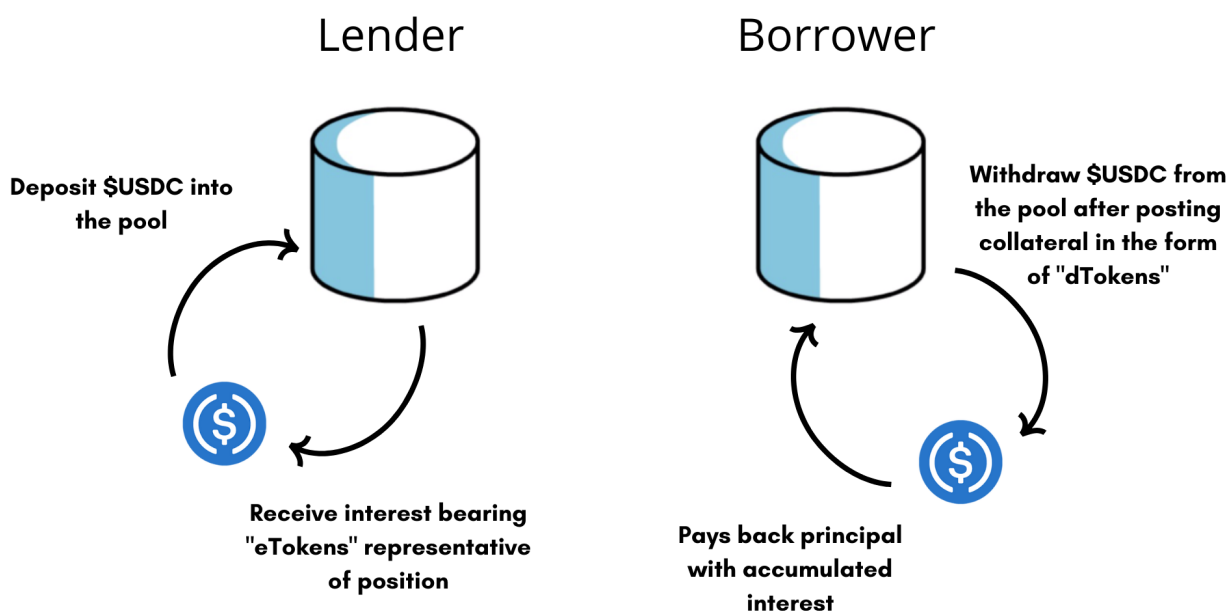 Lender
Borrower
Deposit $USDC into
the pool
Withdraw $USDC from
the pool after posting
collateral in the form
of "dTokens"
$
$
Receive interest bearing
"eTokens" representative
of position
Pays back principal
with accumulated
interest